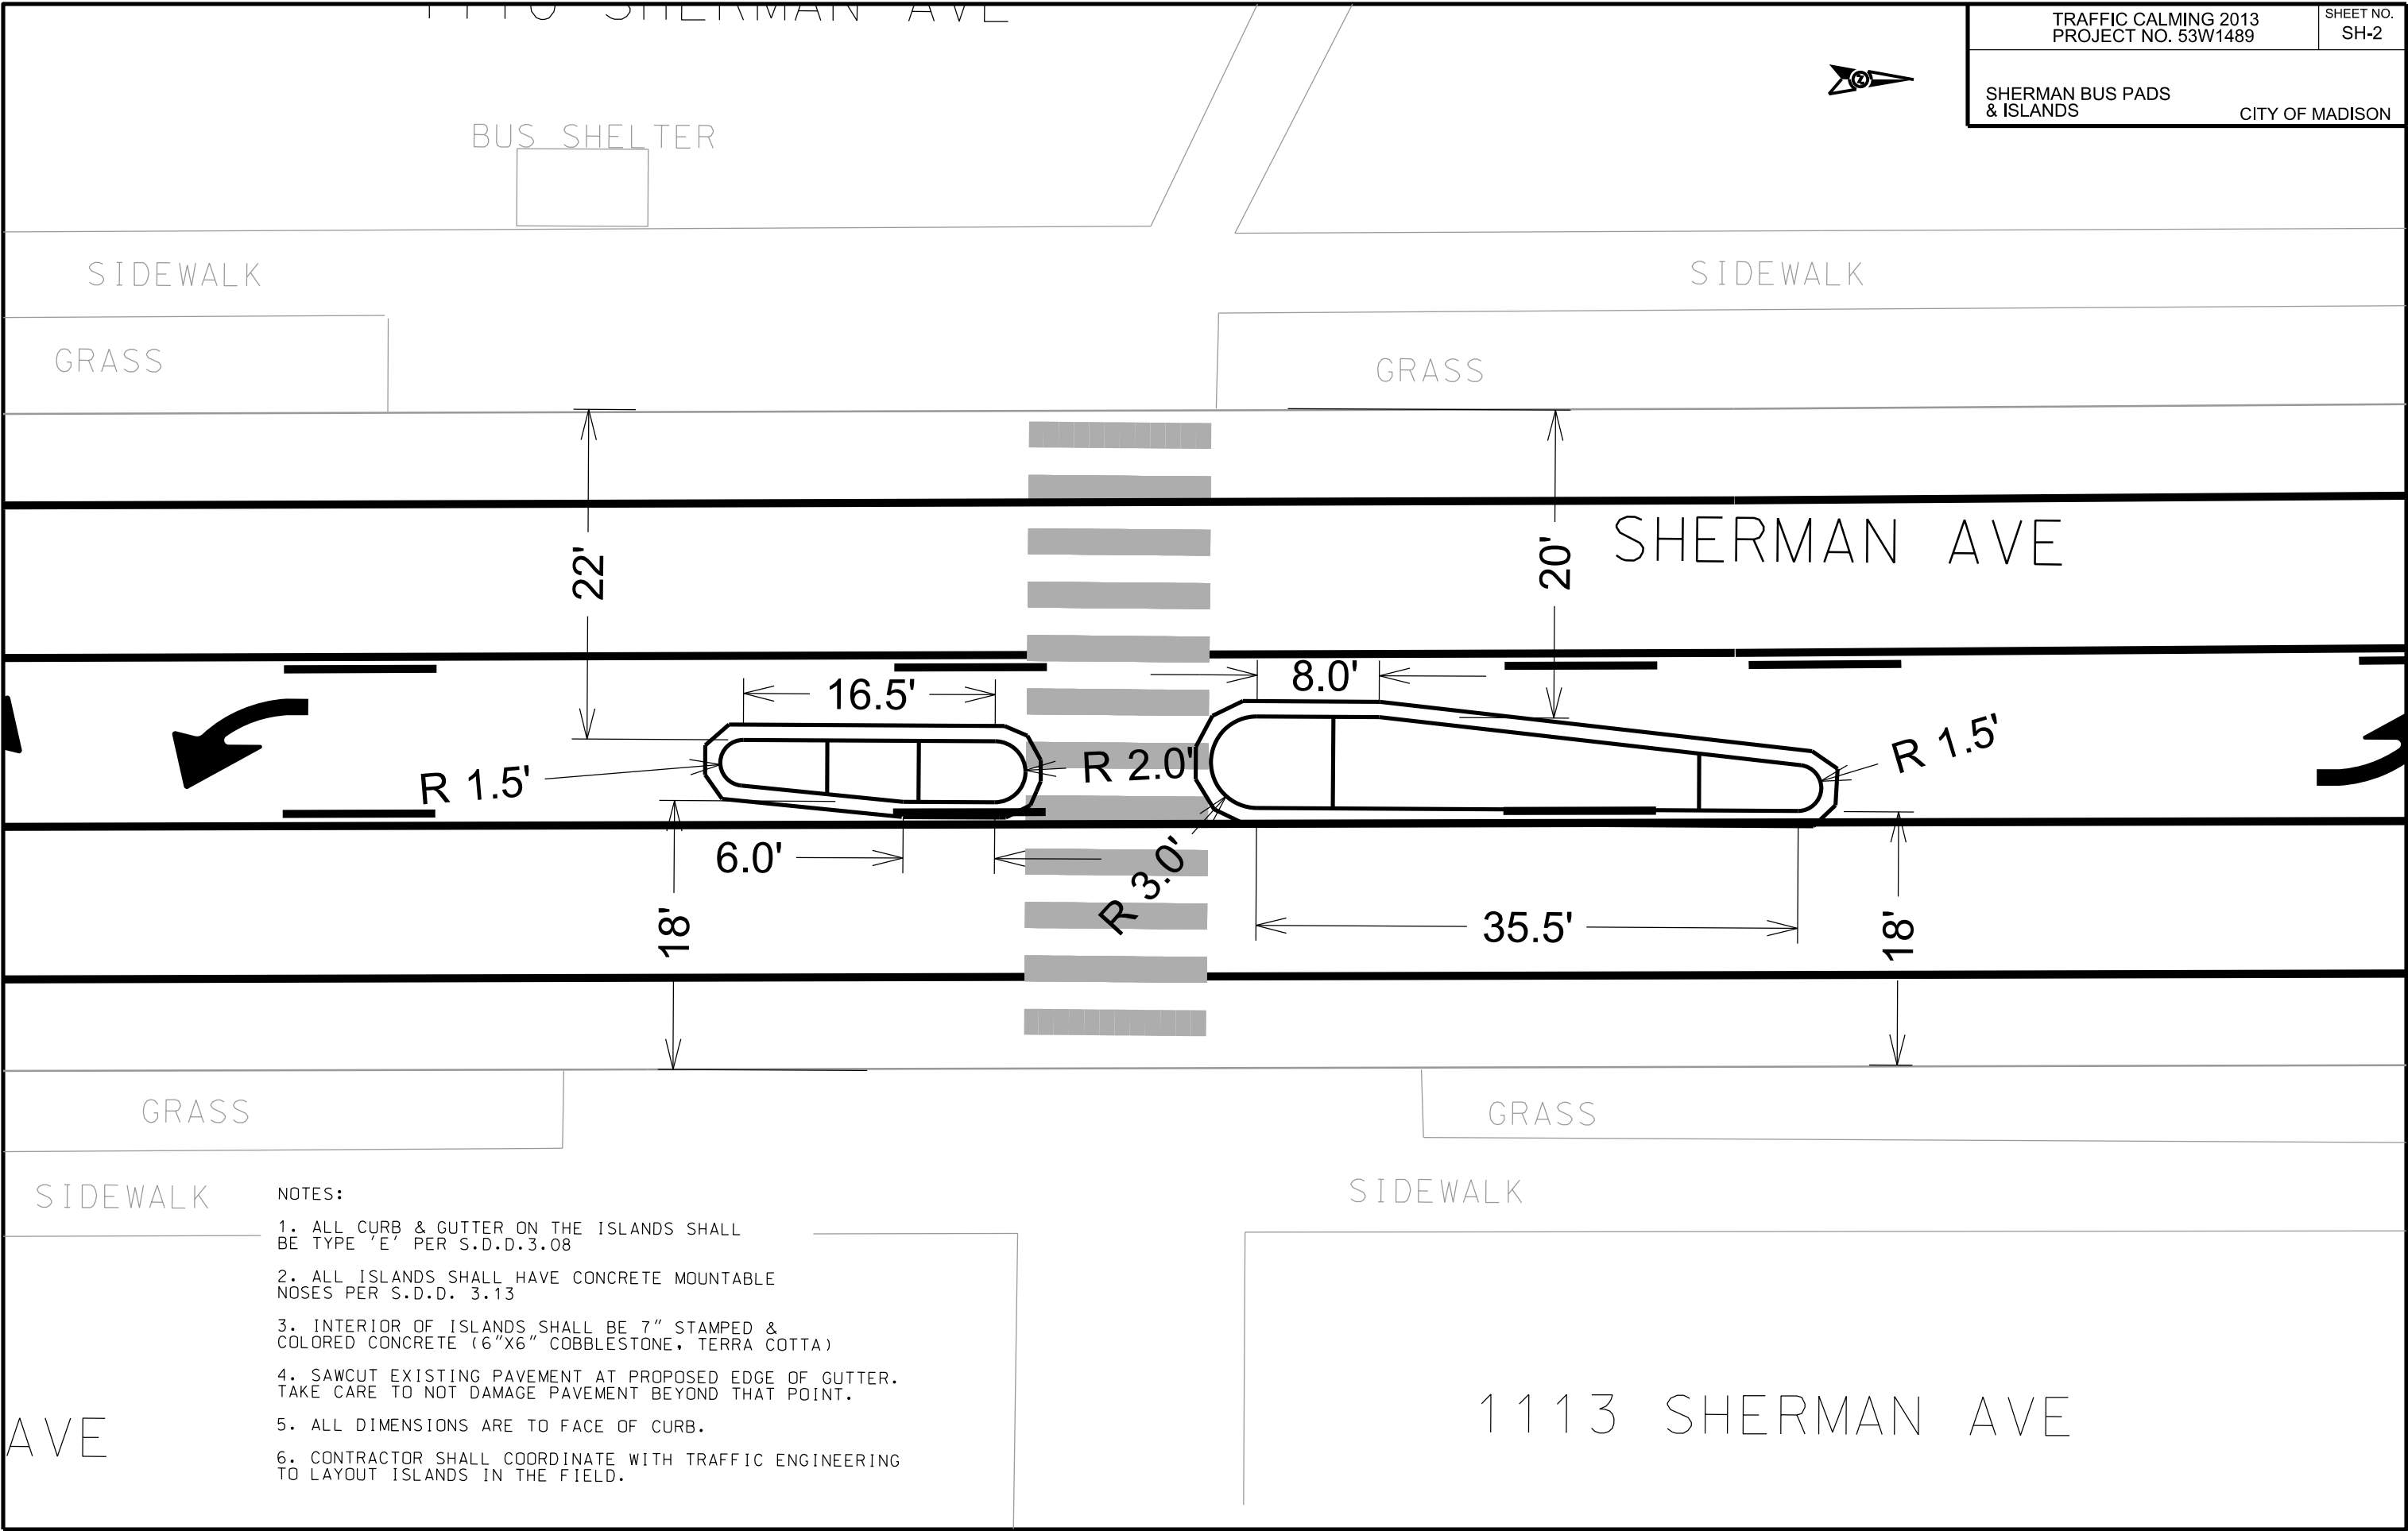 SHERMAN AVE
TRAFFIC CALMING 2013
PROJECT NO. 53W1489
SHEET NO.
SH-2
SHERMAN BUS PADS
& ISLANDS
CITY OF MADISON
BUS SHELTER
SIDEWALK
SIDEWALK
GRASS
GRASS
22'
20'
SHERMAN AVE
16.5'
8.0'
R 1.5'
R 2.0'
R 1.5'
6.0'
R 3.0'
18'
35.5'
18'
GRASS
GRASS
SIDEWALK
SIDEWALK
NOTES:
1. ALL CURB & GUTTER ON THE ISLANDS SHALL
BE TYPE 'E' PER S.D.D.3.08
2. ALL ISLANDS SHALL HAVE CONCRETE MOUNTABLE
NOSES PER S.D.D. 3.13
3. INTERIOR OF ISLANDS SHALL BE 7" STAMPED &
COLORED CONCRETE (6"X6" COBBLESTONE, TERRA COTTA)
4. SAWCUT EXISTING PAVEMENT AT PROPOSED EDGE OF GUTTER.
TAKE CARE TO NOT DAMAGE PAVEMENT BEYOND THAT POINT.
5. ALL DIMENSIONS ARE TO FACE OF CURB.
6. CONTRACTOR SHALL COORDINATE WITH TRAFFIC ENGINEERING
TO LAYOUT ISLANDS IN THE FIELD.
AVE
1113 SHERMAN AVE